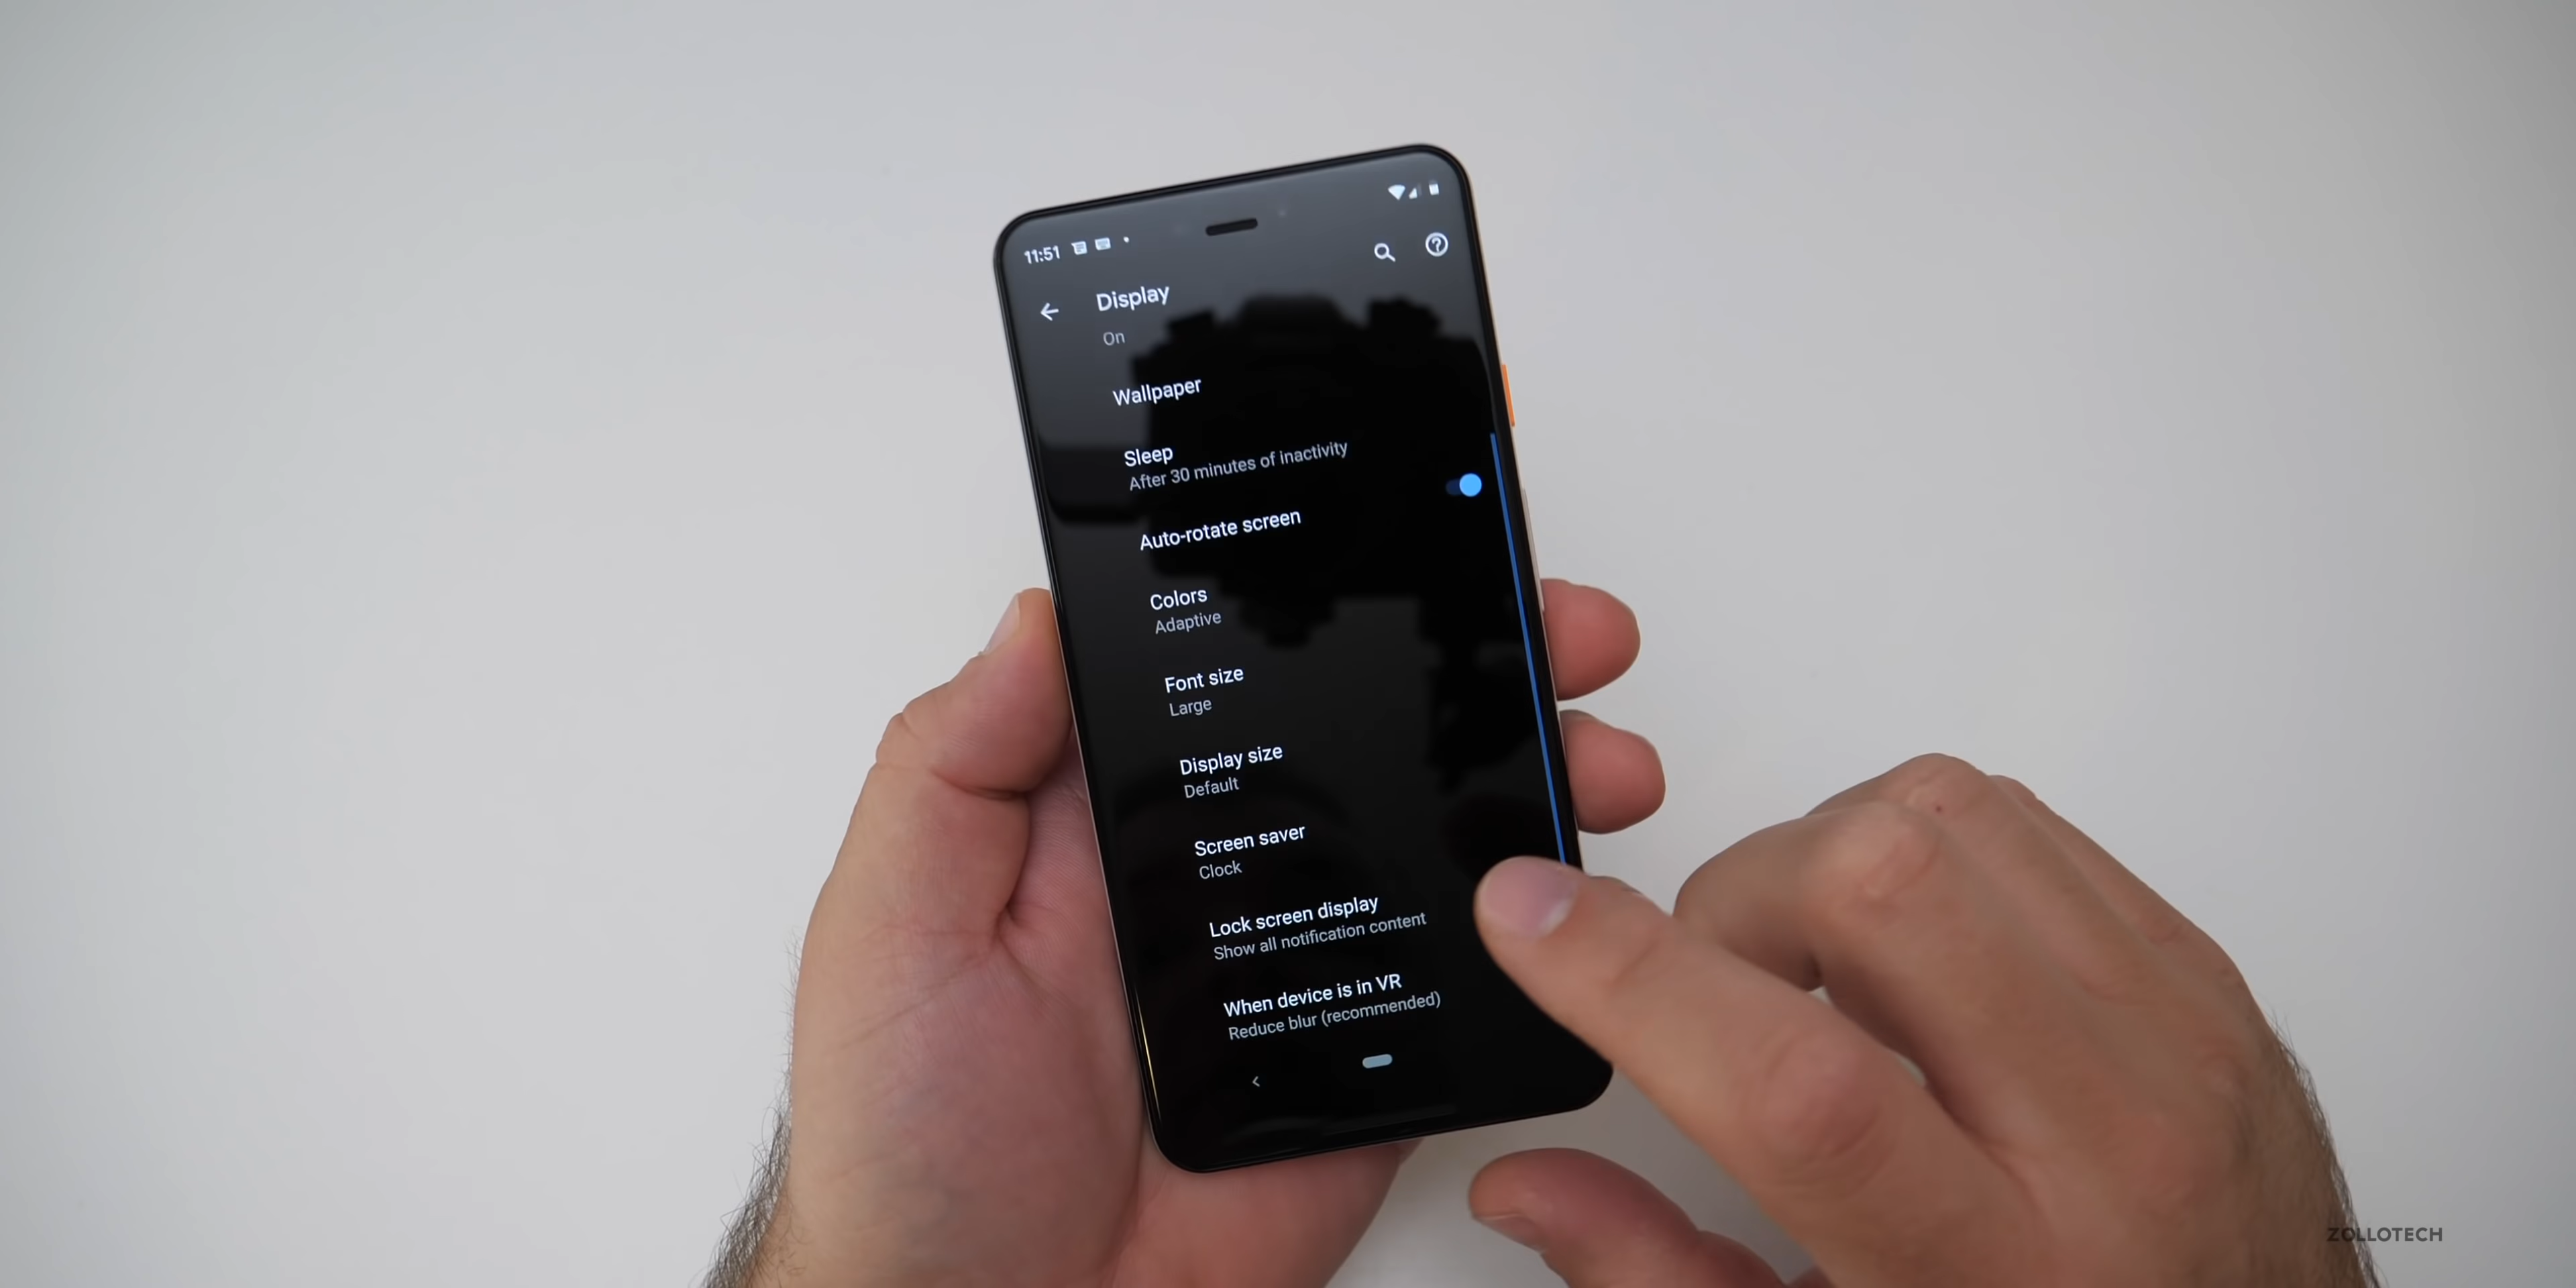 11:51
Display
On
Wallpaper
Sleep
After 30 minutes of inactivity
Auto-rotate screen
Colors
Adaptive
Font size
Large
Display size
Default
Screen saver
Clock
Lock screen display
Show all notification content
When device is in VR
Reduce blur (recommended)
ZOLLOTECH